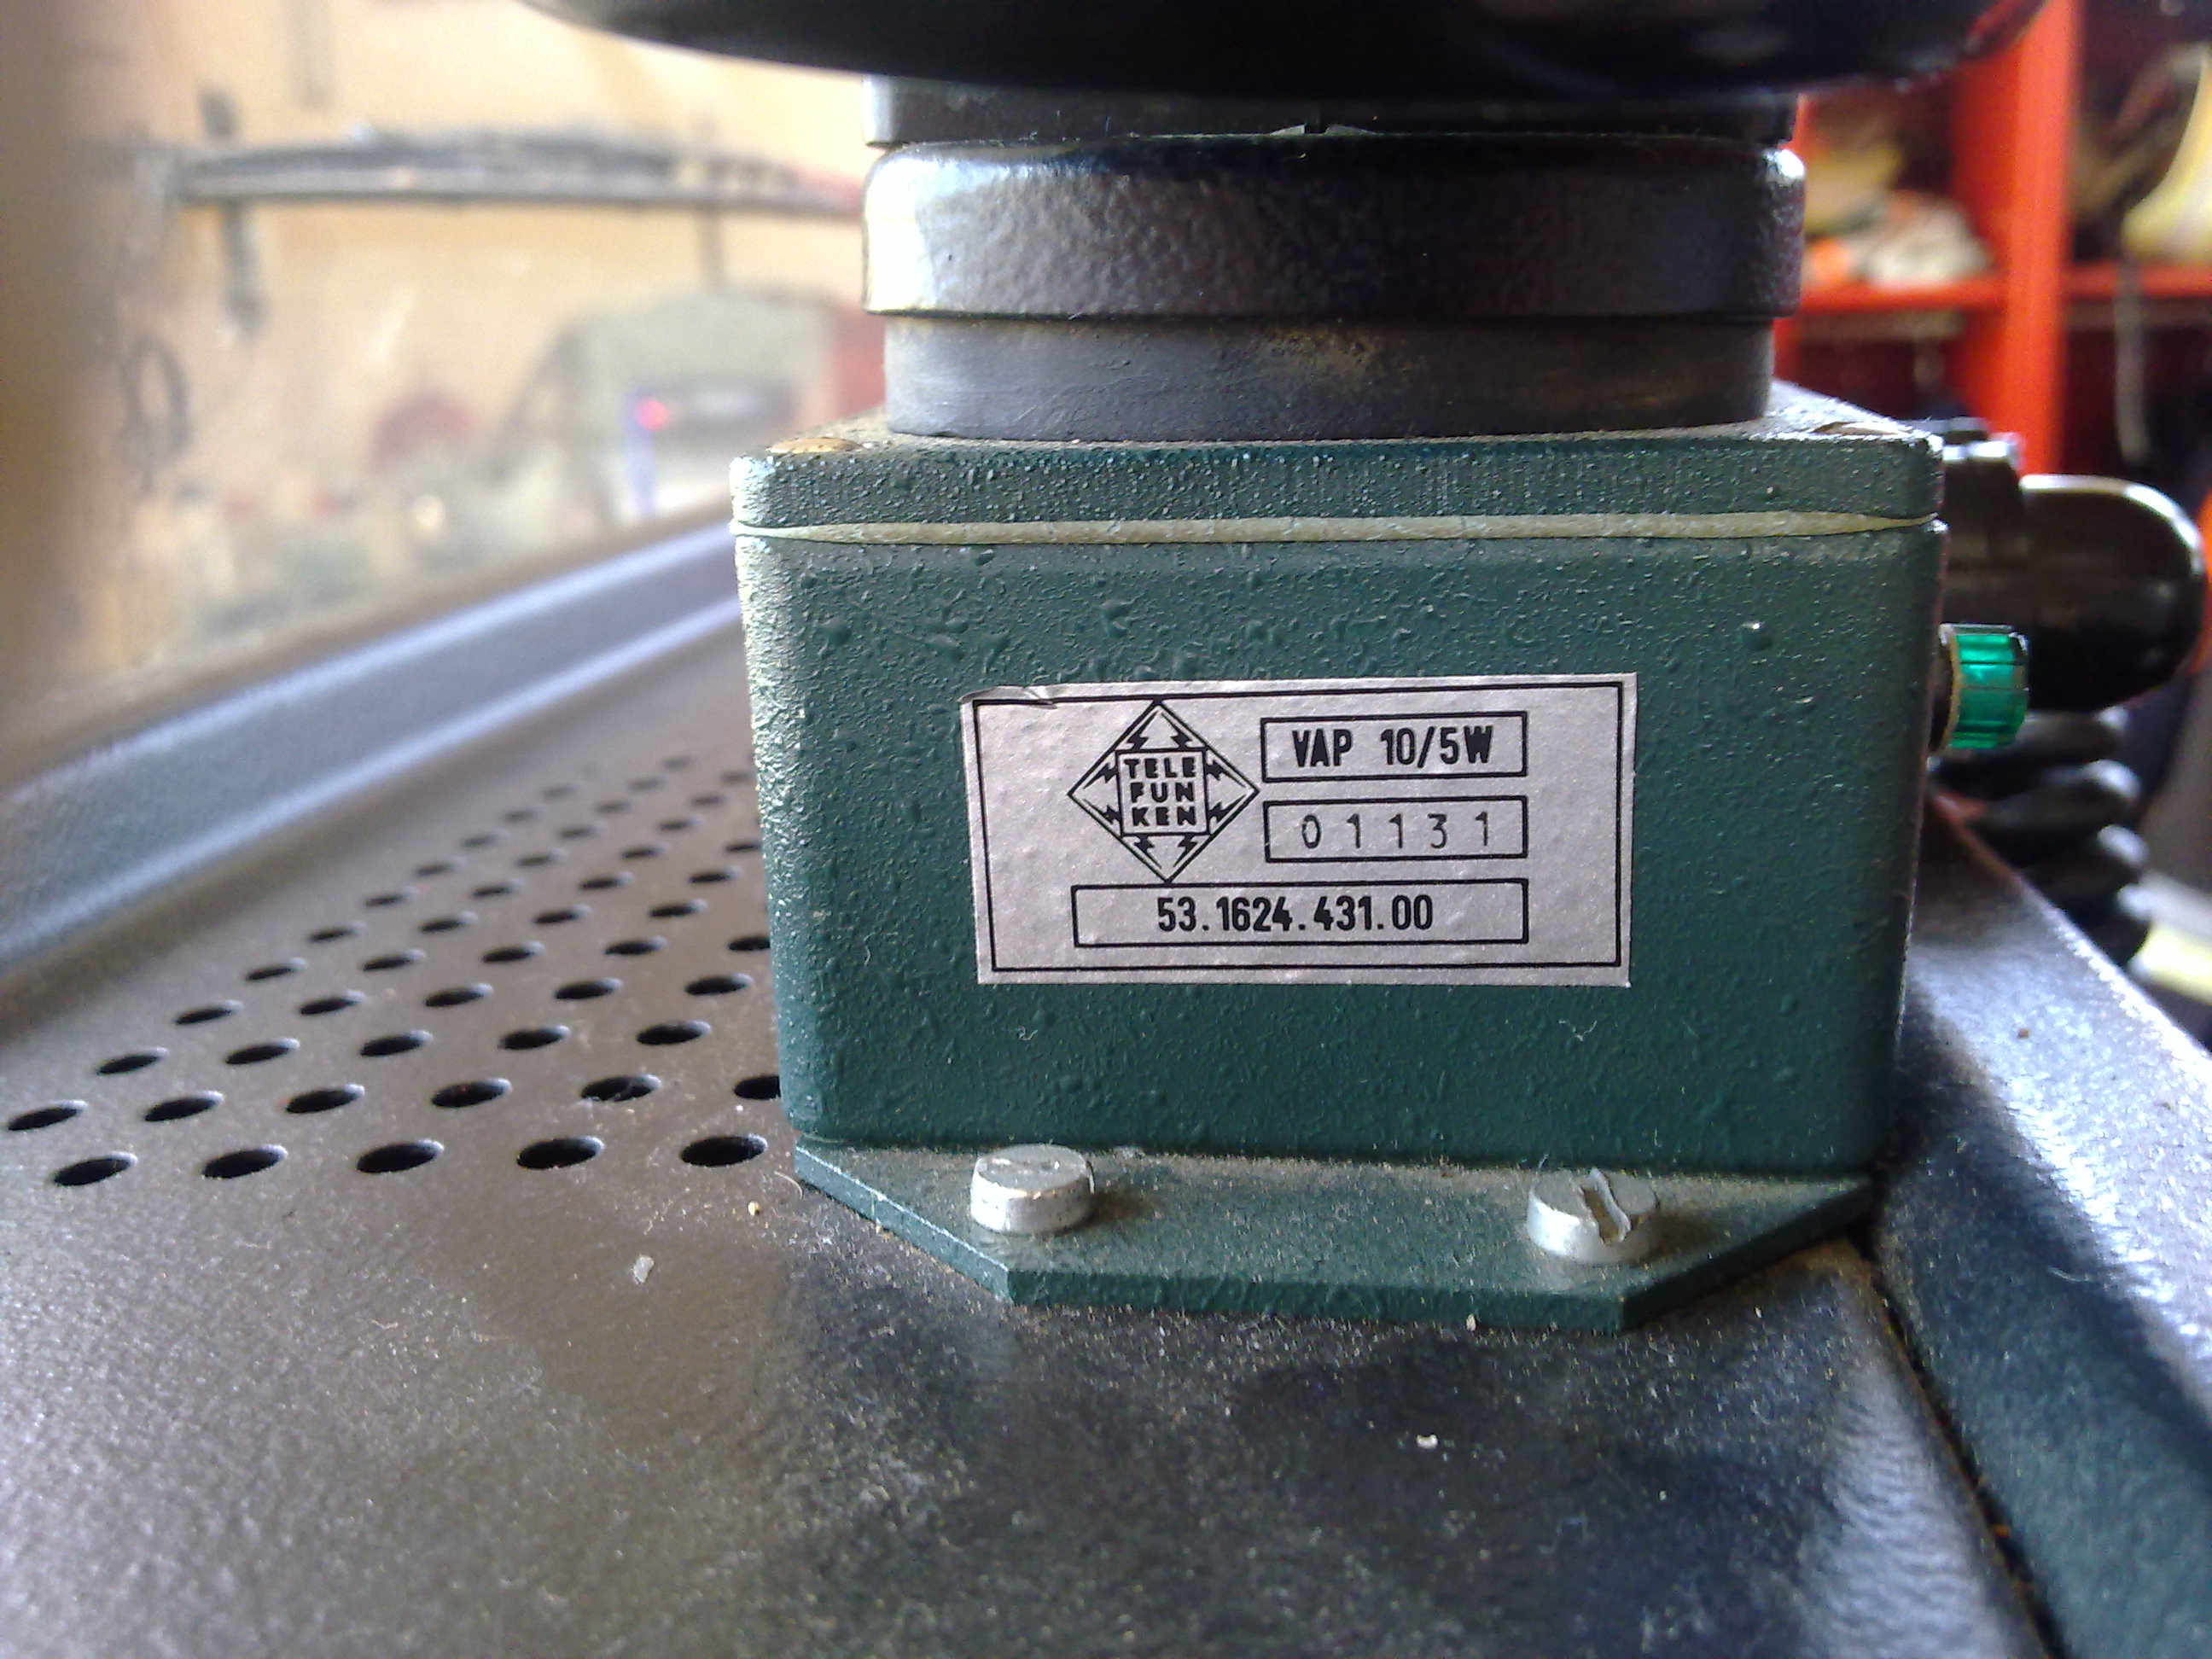 TELE
FUN
KEN
VAP 10/5W
01131
53.1624.431.00